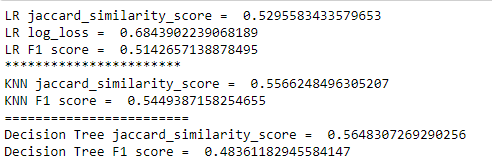 LR jaccard_similarity_score =  0.5295583433579653
LR log_loss =  0.6843902239068189
LR F1 score =  0.5142657138878495
***********************
KNN jaccard_similarity_score =  0.5566248496305207
KNN F1 score =  0.5449387158254655
========================
Decision Tree jaccard_similarity_score =  0.5648307269290256
Decision Tree F1 score =  0.48361182945584147